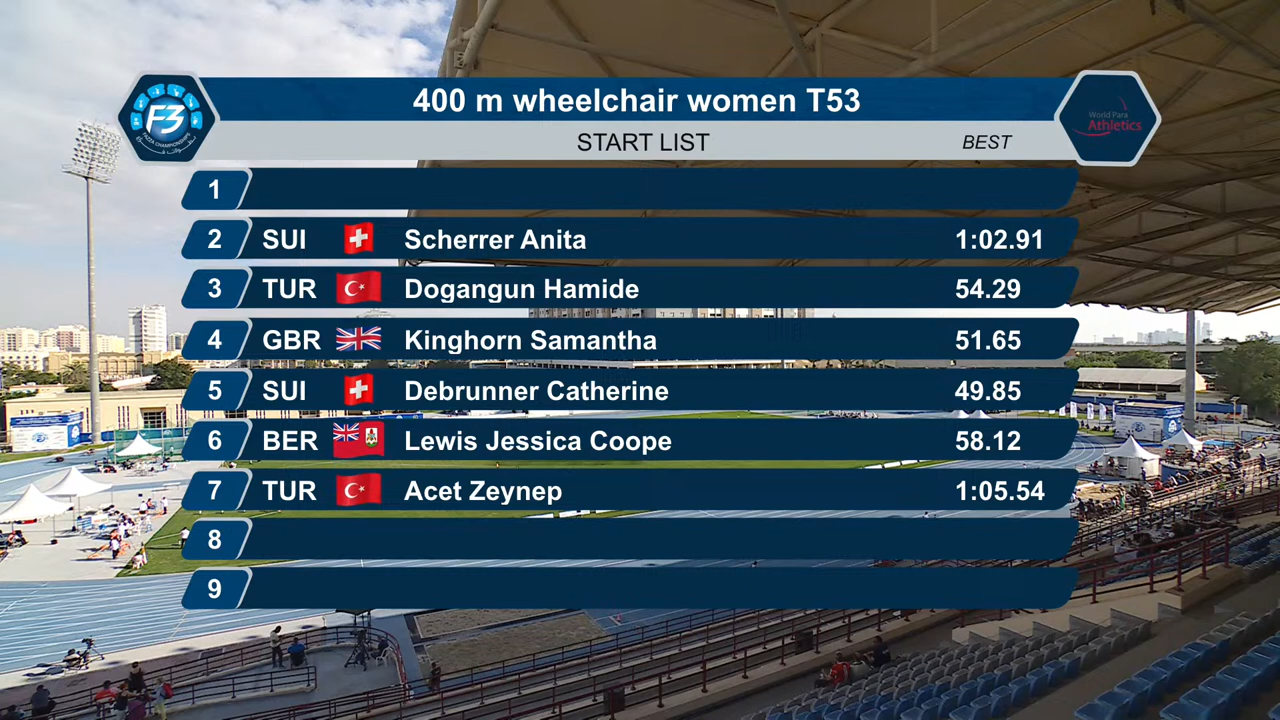 400 m wheelchair women T53
F3
FAZZA CHAMPIONSHIPS
World Para
Athletics
START LIST BEST
1
2 SUI Scherrer Anita 1:02.91
3 TUR Dogangun Hamide 54.29
4 GBR Kinghorn Samantha 51.65
5 SUI Debrunner Catherine 49.85
6 BER Lewis Jessica Coope 58.12
7 TUR Acet Zeynep 1:05.54
8
9